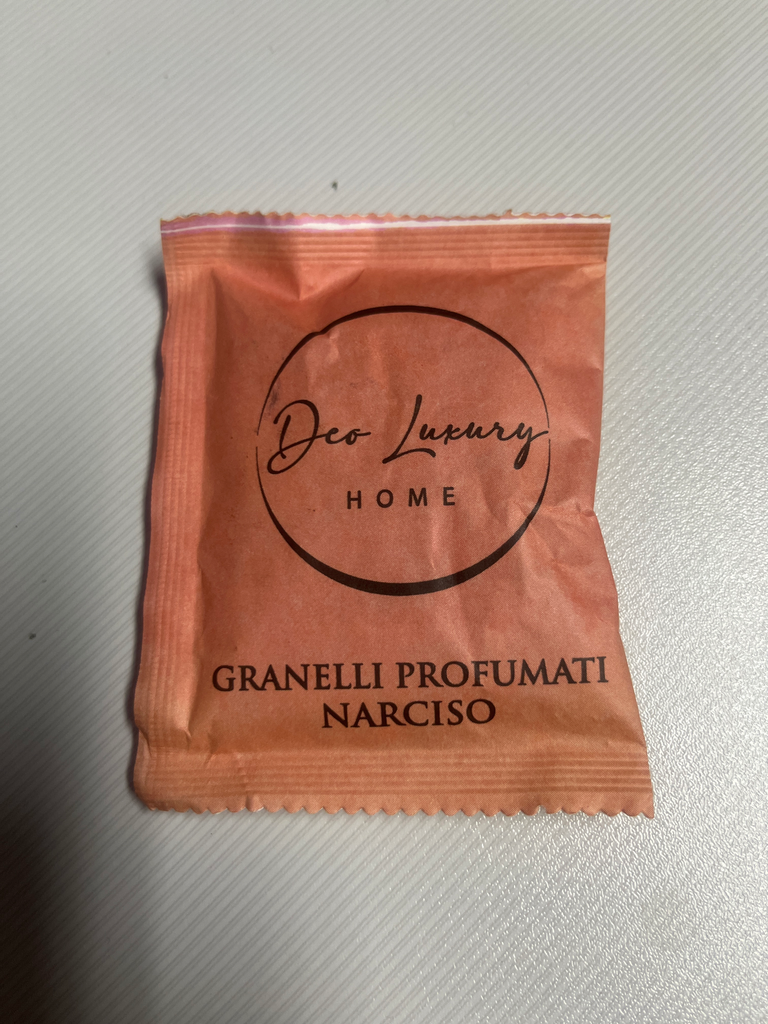 Deo Luxury
HOME
GRANELLI PROFUMATI
NARCISO